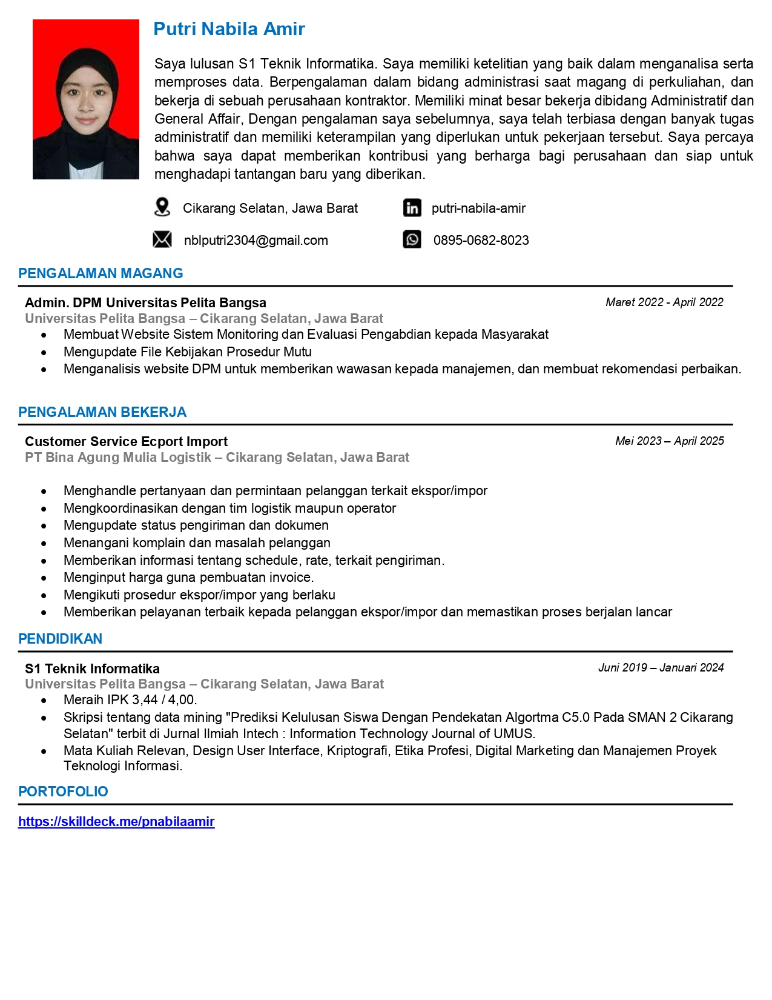 Putri Nabila Amir
Saya lulusan S1 Teknik Informatika. Saya memiliki ketelitian yang baik dalam menganalisa serta
memproses data. Berpengalaman dalam bidang administrasi saat magang di perkuliahan, dan
bekerja di sebuah perusahaan kontraktor. Memiliki minat besar bekerja dibidang Administratif dan
General Affair, Dengan pengalaman saya sebelumnya, saya telah terbiasa dengan banyak tugas
administratif dan memiliki keterampilan yang diperlukan untuk pekerjaan tersebut. Saya percaya
bahwa saya dapat memberikan kontribusi yang berharga bagi perusahaan dan siap untuk
menghadapi tantangan baru yang diberikan.
Cikarang Selatan, Jawa Barat
in putri-nabila-amir
nblputri2304@gmail.com
0895-0682-8023
PENGALAMAN MAGANG
Admin. DPM Universitas Pelita Bangsa
Maret 2022 - April 2022
Universitas Pelita Bangsa – Cikarang Selatan, Jawa Barat
• Membuat Website Sistem Monitoring dan Evaluasi Pengabdian kepada Masyarakat
• Mengupdate File Kebijakan Prosedur Mutu
• Menganalisis website DPM untuk memberikan wawasan kepada manajemen, dan membuat rekomendasi perbaikan.
PENGALAMAN BEKERJA
Customer Service Ecport Import
Mei 2023 – April 2025
PT Bina Agung Mulia Logistik – Cikarang Selatan, Jawa Barat
• Menghandle pertanyaan dan permintaan pelanggan terkait ekspor/impor
• Mengkoordinasikan dengan tim logistik maupun operator
• Mengupdate status pengiriman dan dokumen
• Menangani komplain dan masalah pelanggan
• Memberikan informasi tentang schedule, rate, terkait pengiriman.
• Menginput harga guna pembuatan invoice.
• Mengikuti prosedur ekspor/impor yang berlaku
• Memberikan pelayanan terbaik kepada pelanggan ekspor/impor dan memastikan proses berjalan lancar
PENDIDIKAN
S1 Teknik Informatika
Juni 2019 – Januari 2024
Universitas Pelita Bangsa – Cikarang Selatan, Jawa Barat
• Meraih IPK 3,44 / 4,00.
• Skripsi tentang data mining "Prediksi Kelulusan Siswa Dengan Pendekatan Algortma C5.0 Pada SMAN 2 Cikarang
Selatan" terbit di Jurnal Ilmiah Intech : Information Technology Journal of UMUS.
• Mata Kuliah Relevan, Design User Interface, Kriptografi, Etika Profesi, Digital Marketing dan Manajemen Proyek
Teknologi Informasi.
PORTOFOLIO
https://skilldeck.me/pnabilaamir